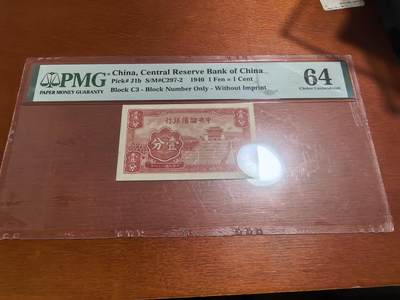 PMG
PAPER MONEY GUARANTY
China, Central Reserve Bank of China
Pick# J1b S/M#C297-2 1940 1 Fen = 1 Cent
Block C3 - Block Number Only - Without Imprint
64
Choice Uncirculated
行銀備儲央中
壹分